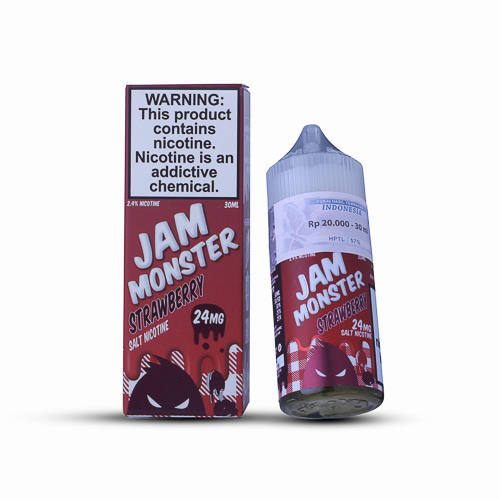 WARNING:
This product
contains
nicotine.
Nicotine is an
addictive
chemical.
2.4% NICOTINE 30ML
JAM
MONSTER
STRAWBERRY
24MG
SALT NICOTINE
INDONESIA
Rp 20.000 - 30 m
HPTL 57%
JAM
MONSTER
STRAWBERRY
24MG
SALT NICOTINE